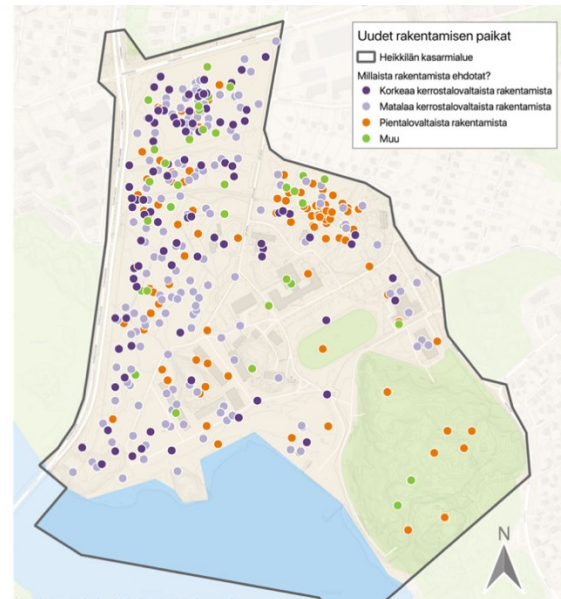 Uudet rakentamisen paikat
Heikkilän kasarmialue
Millaista rakentamista ehdotat?
Korkeaa kerrostalovaltaista rakentamista
Matalaa kerrostalovaltaista rakentamista
Pientalovaltaista rakentamista
Muu
N